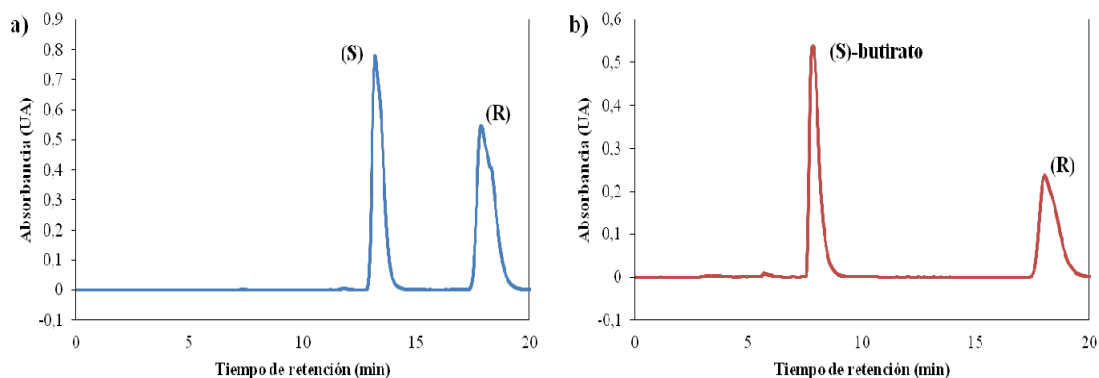 a)
Absorbancia (UA)
0,9
0,8
0,7
0,6
0,5
0,4
0,3
0,2
0,1
0
-0,1
(S)
(R)
0
5
10
15
20
Tiempo de retención (min)
b)
Absorbancia (UA)
0,6
0,5
0,4
0,3
0,2
0,1
0
-0,1
(S)-butirato
(R)
0
5
10
15
20
Tiempo de retención (min)